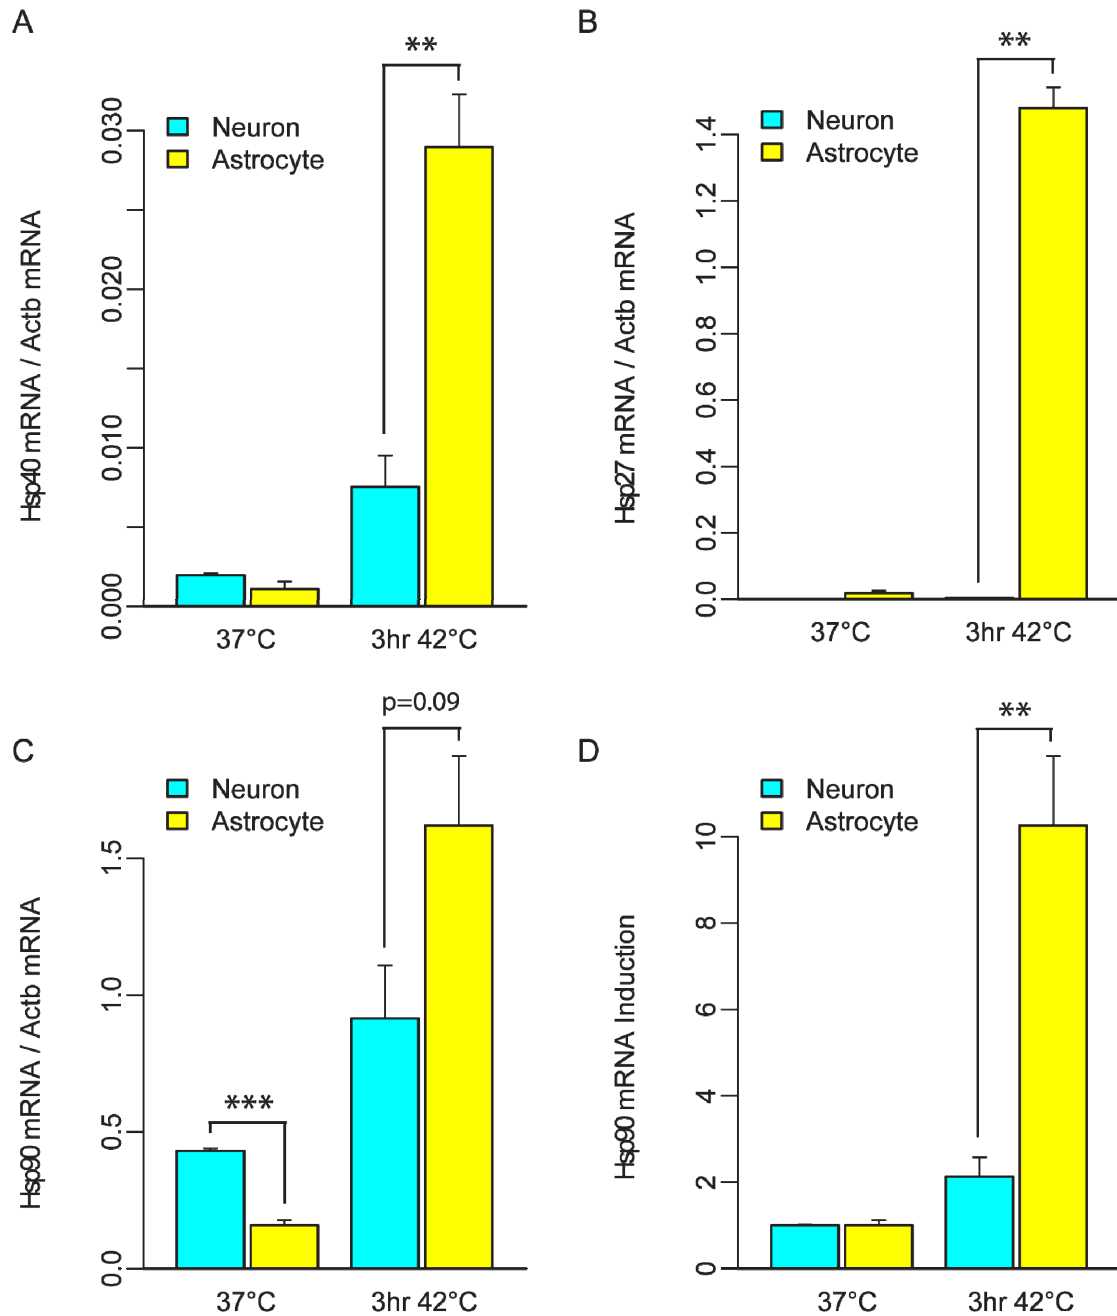 A
**
Neuron
Astrocyte
Hsp40 mRNA / Actb mRNA
0.030
0.020
0.010
0.000
37°C
3hr 42°C
B
**
Neuron
Astrocyte
Hsp27 mRNA / Actb mRNA
1.4
1.2
1.0
0.8
0.6
0.4
0.2
0.0
37°C
3hr 42°C
C
p=0.09
Neuron
Astrocyte
Hsp90 mRNA / Actb mRNA
1.5
1.0
0.5
0.0
***
37°C
3hr 42°C
D
**
Neuron
Astrocyte
Hsp90 mRNA Induction
10
8
6
4
2
0
37°C
3hr 42°C